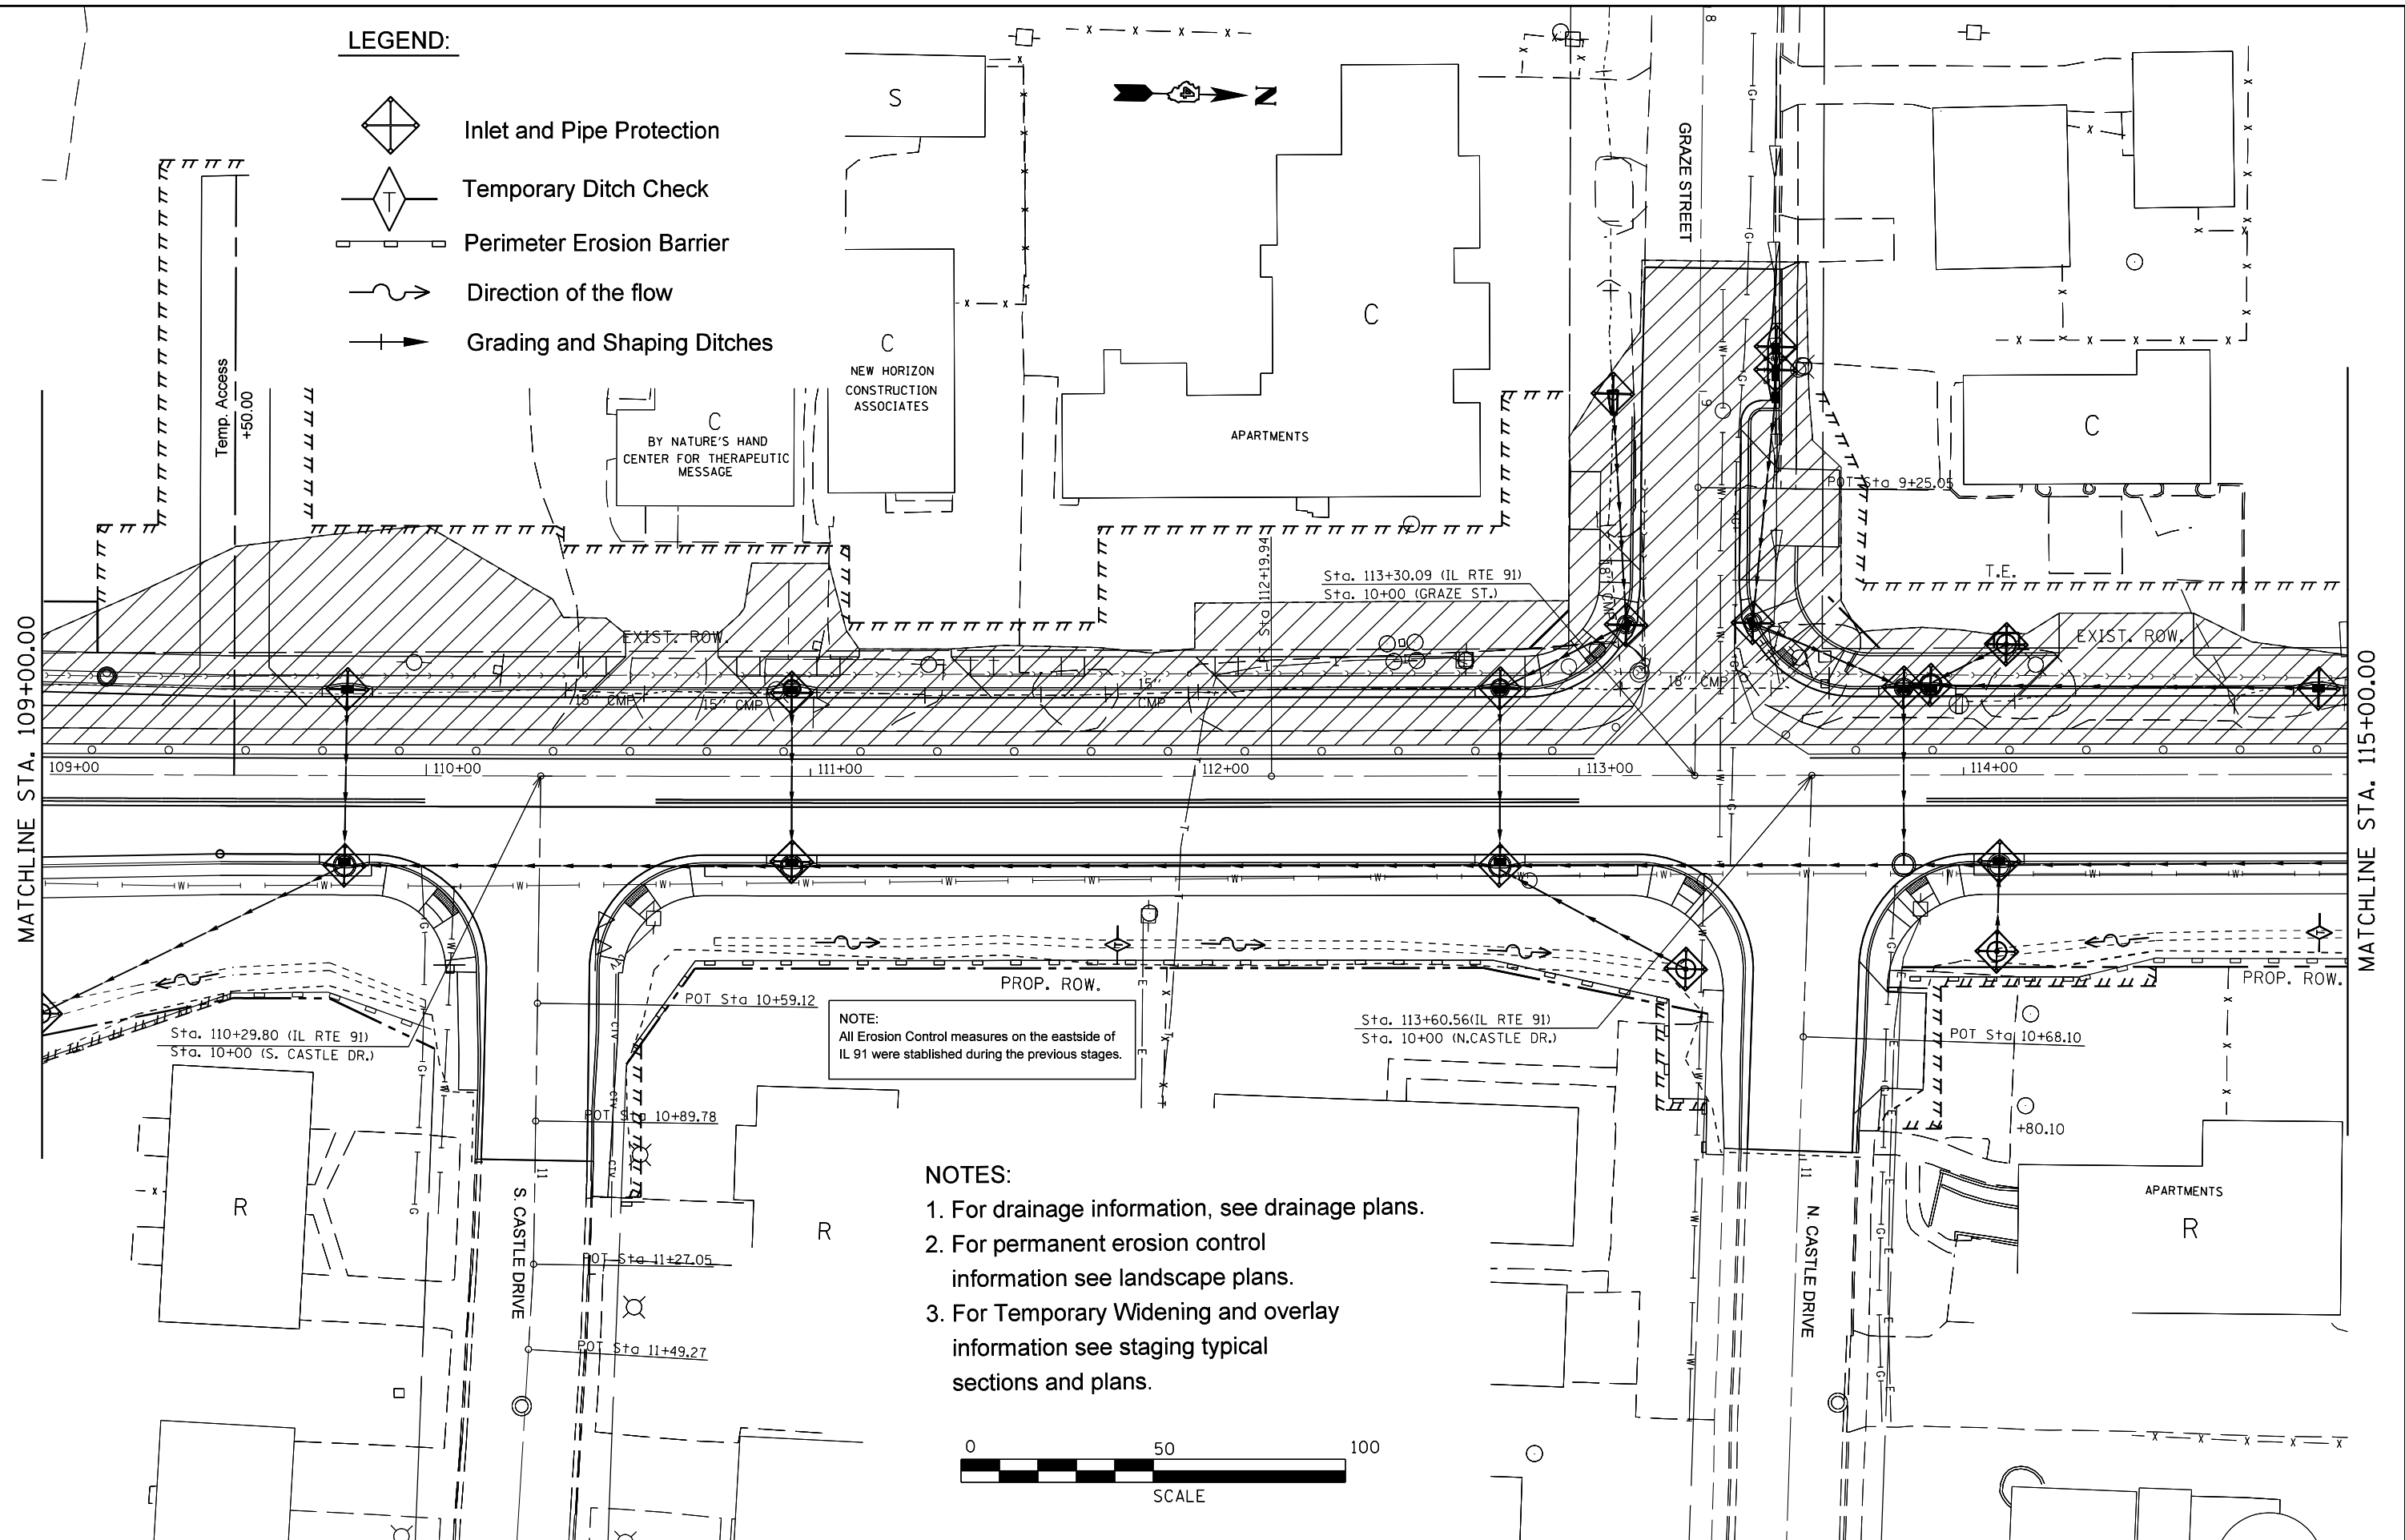 LEGEND:
Inlet and Pipe Protection
Temporary Ditch Check
T
Perimeter Erosion Barrier
Direction of the flow
Grading and Shaping Ditches
S
N
8
GRAZE STREET
Temp. Access
+50.00
C
NEW HORIZON
CONSTRUCTION
ASSOCIATES
C
BY NATURE'S HAND
CENTER FOR THERAPEUTIC
MESSAGE
C
APARTMENTS
C
9
POT Sta 9+25.05
T.E.
PT Sta 112+19.94
Sta. 113+30.09 (IL RTE 91)
Sta. 10+00 (GRAZE ST.)
18" CMP
EXIST. ROW.
EXIST. ROW.
15" CMP
15" CMP
15"
CMP
18" CMP
MATCHLINE STA. 109+00.00
MATCHLINE STA. 115+00.00
109+00
110+00
111+00
112+00
113+00
114+00
PROP. ROW.
PROP. ROW.
POT Sta 10+59.12
NOTE:
All Erosion Control measures on the eastside of
IL 91 were stablished during the previous stages.
Sta. 110+29.80 (IL RTE 91)
Sta. 10+00 (S. CASTLE DR.)
Sta. 113+60.56(IL RTE 91)
Sta. 10+00 (N.CASTLE DR.)
POT Sta 10+68.10
POT Sta 10+89.78
+80.10
11
11
S. CASTLE DRIVE
N. CASTLE DRIVE
R
R
APARTMENTS
R
POT Sta 11+27.05
POT Sta 11+49.27
NOTES:
1. For drainage information, see drainage plans.
2. For permanent erosion control
information see landscape plans.
3. For Temporary Widening and overlay
information see staging typical
sections and plans.
0 50 100
SCALE